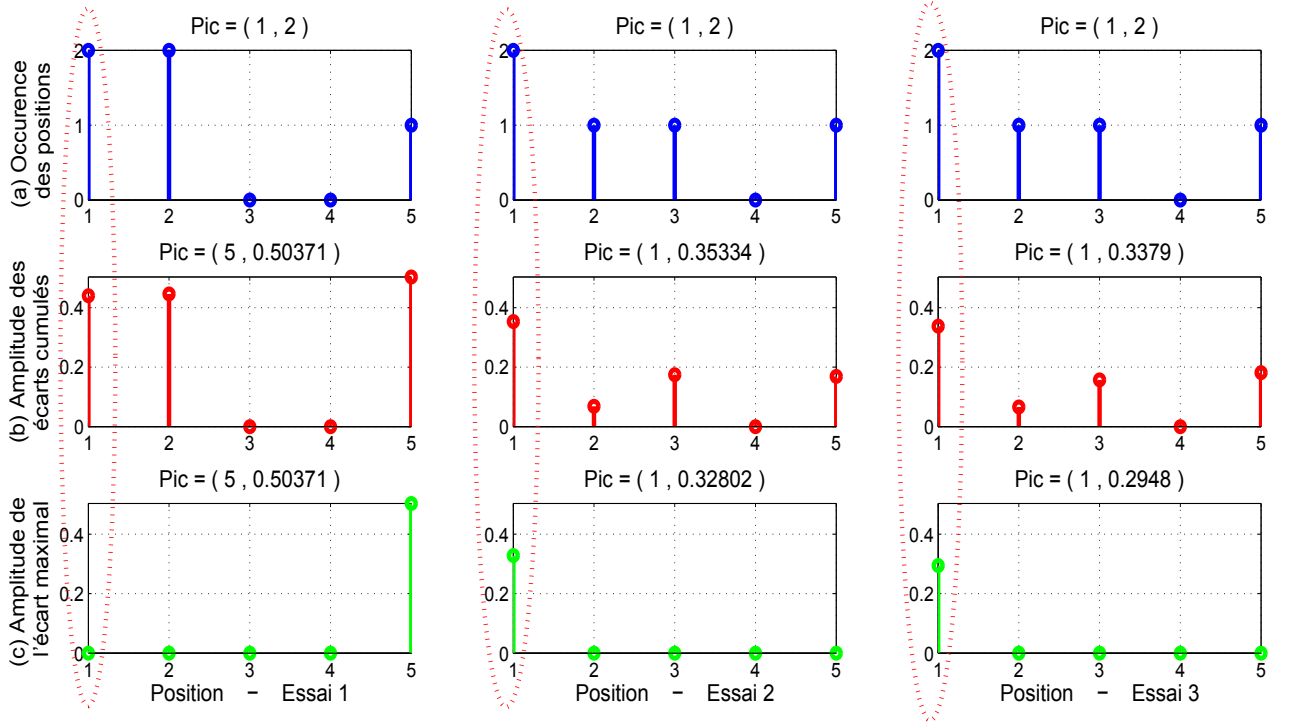 Pic = ( 1 , 2 )
Pic = ( 1 , 2 )
Pic = ( 1 , 2 )
(a) Occurence
des positions
2
1
0
1 2 3 4 5
2
1
0
1 2 3 4 5
2
1
0
1 2 3 4 5
Pic = ( 5 , 0.50371 )
Pic = ( 1 , 0.35334 )
Pic = ( 1 , 0.3379 )
(b) Amplitude des
écarts cumulés
0.4
0.2
0
1 2 3 4 5
0.4
0.2
0
1 2 3 4 5
0.4
0.2
0
1 2 3 4 5
Pic = ( 5 , 0.50371 )
Pic = ( 1 , 0.32802 )
Pic = ( 1 , 0.2948 )
(c) Amplitude de
l'écart maximal
0.4
0.2
0
1 2 3 4 5
0.4
0.2
0
1 2 3 4 5
0.4
0.2
0
1 2 3 4 5
Position − Essai 1
Position − Essai 2
Position − Essai 3